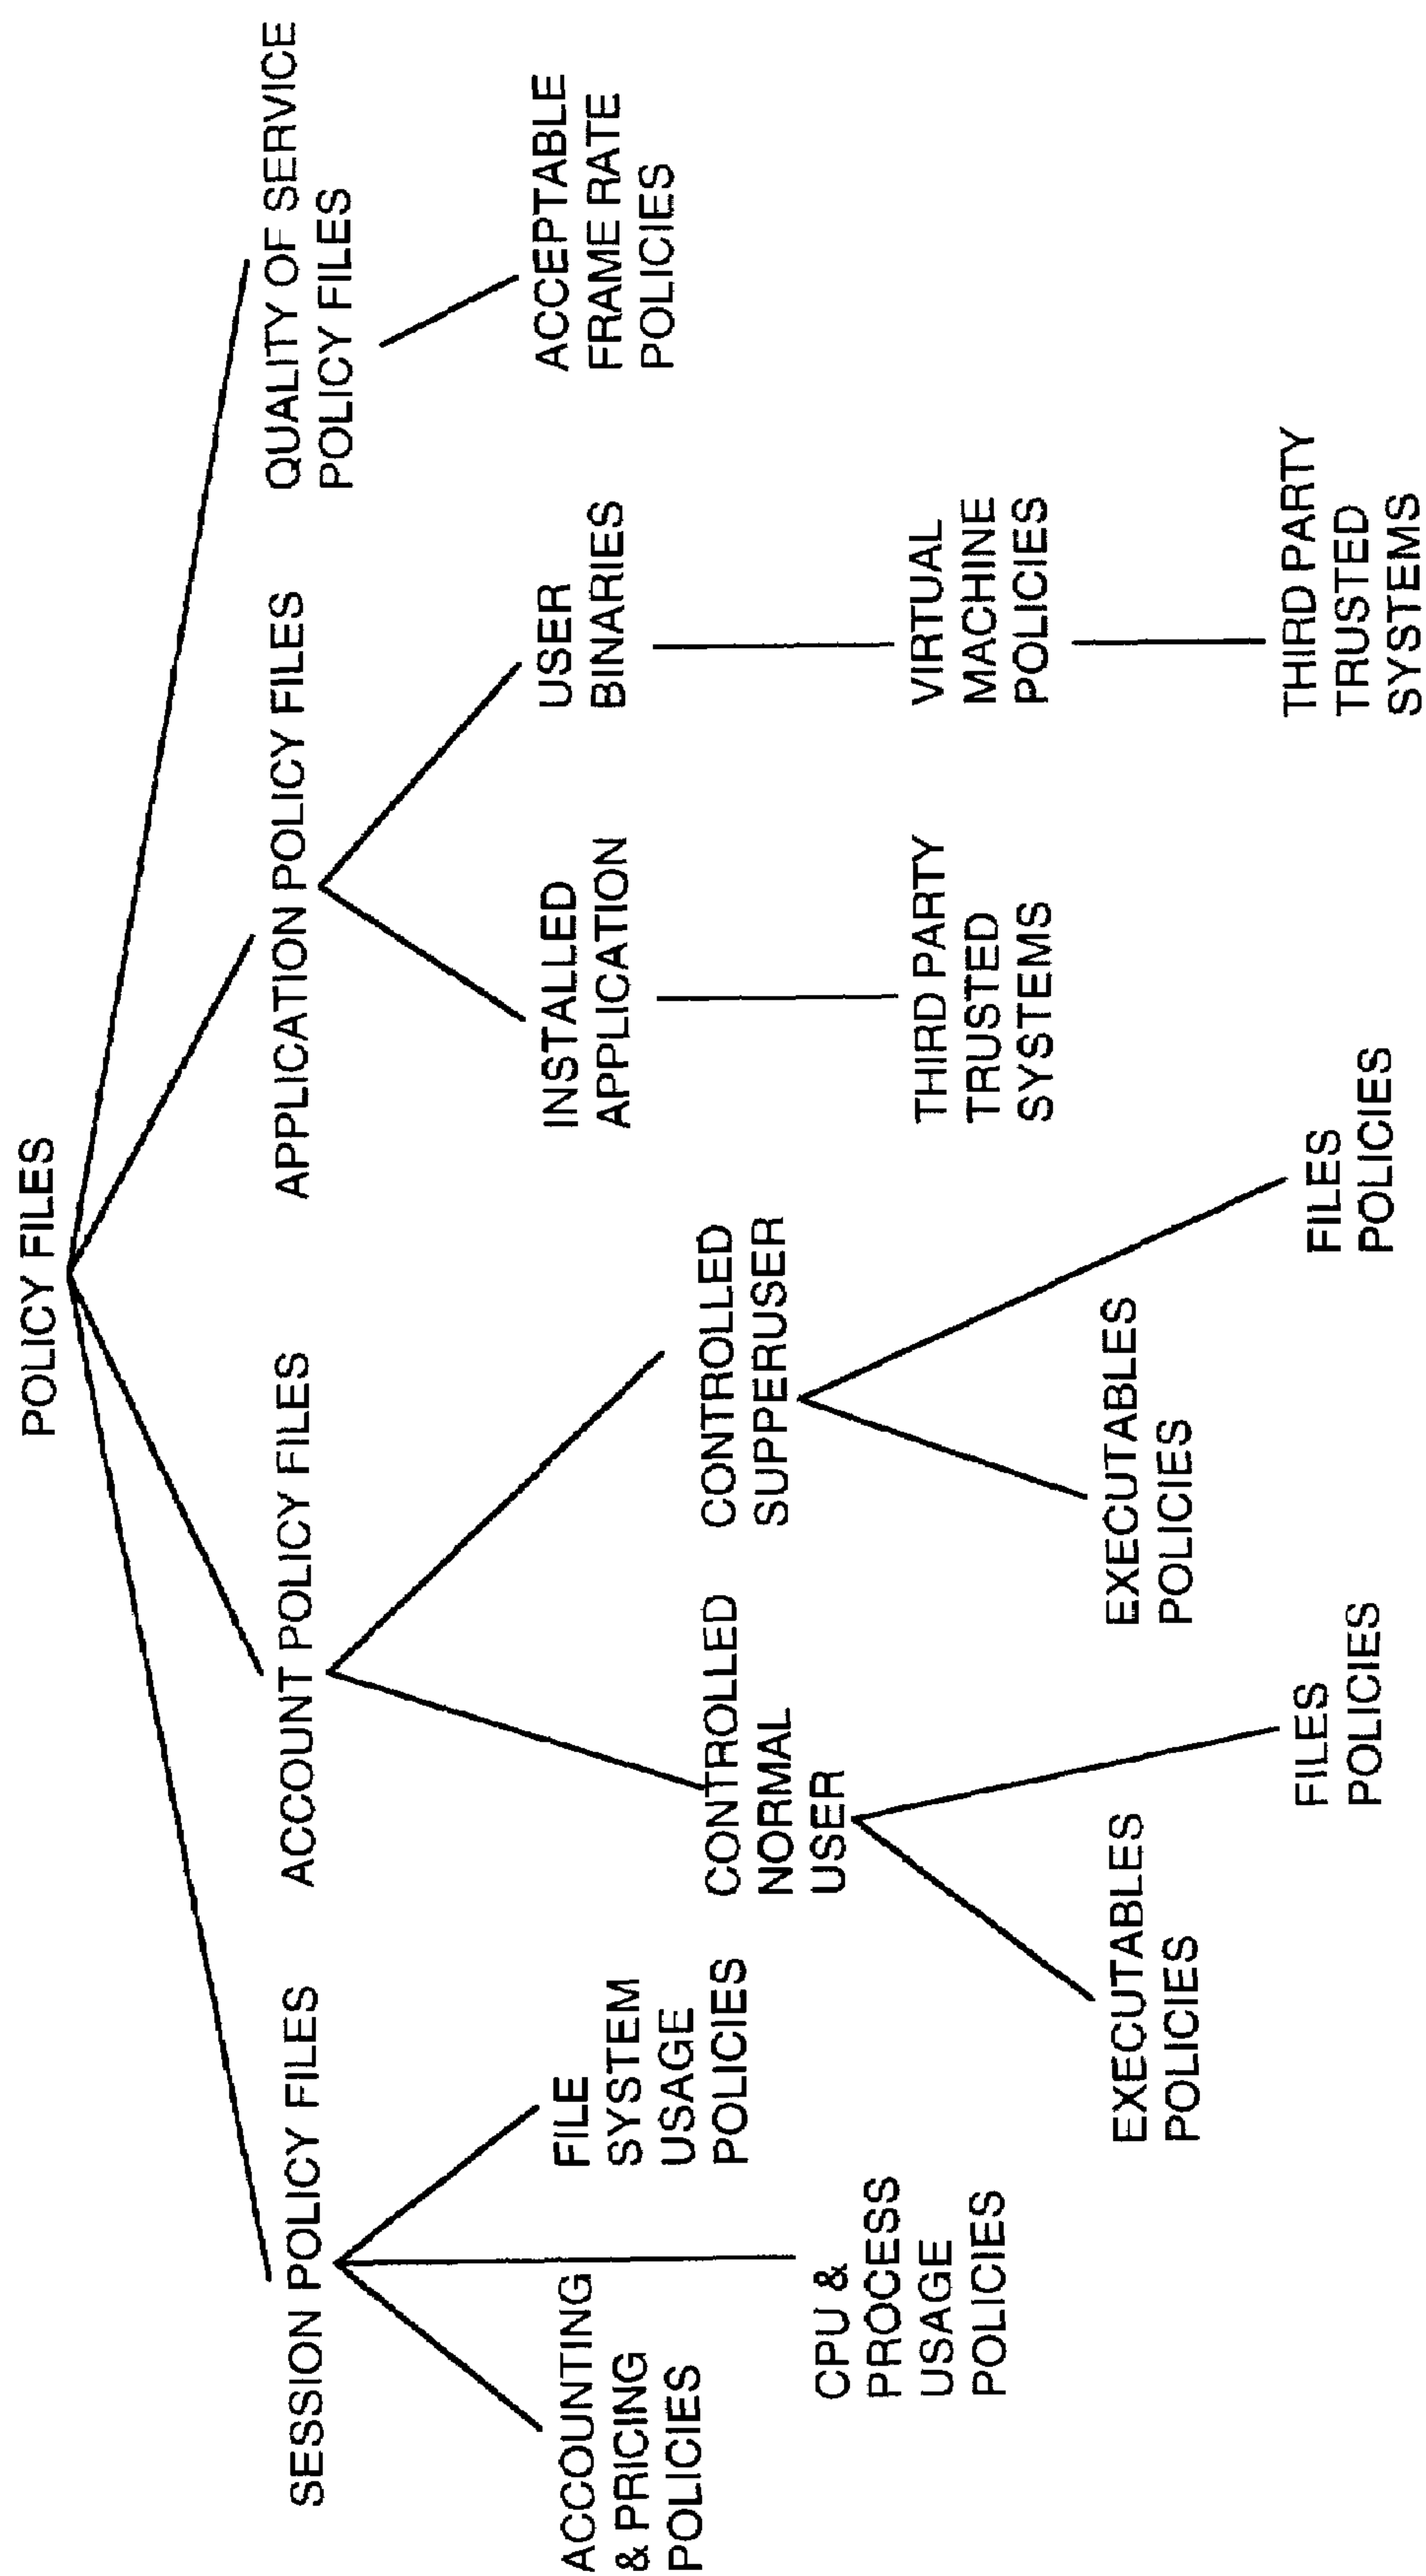 POLICY FILES
SESSION POLICY FILES
ACCOUNT POLICY FILES
APPLICATION POLICY FILES
QUALITY OF SERVICE
POLICY FILES
ACCOUNTING
& PRICING
POLICIES
CPU &
PROCESS
USAGE
POLICIES
FILE
SYSTEM
USAGE
POLICIES
CONTROLLED
NORMAL
USER
EXECUTABLES
POLICIES
FILES
POLICIES
CONTROLLED
SUPPERUSER
EXECUTABLES
POLICIES
FILES
POLICIES
INSTALLED
APPLICATION
THIRD PARTY
TRUSTED
SYSTEMS
USER
BINARIES
VIRTUAL
MACHINE
POLICIES
THIRD PARTY
TRUSTED
SYSTEMS
ACCEPTABLE
FRAME RATE
POLICIES